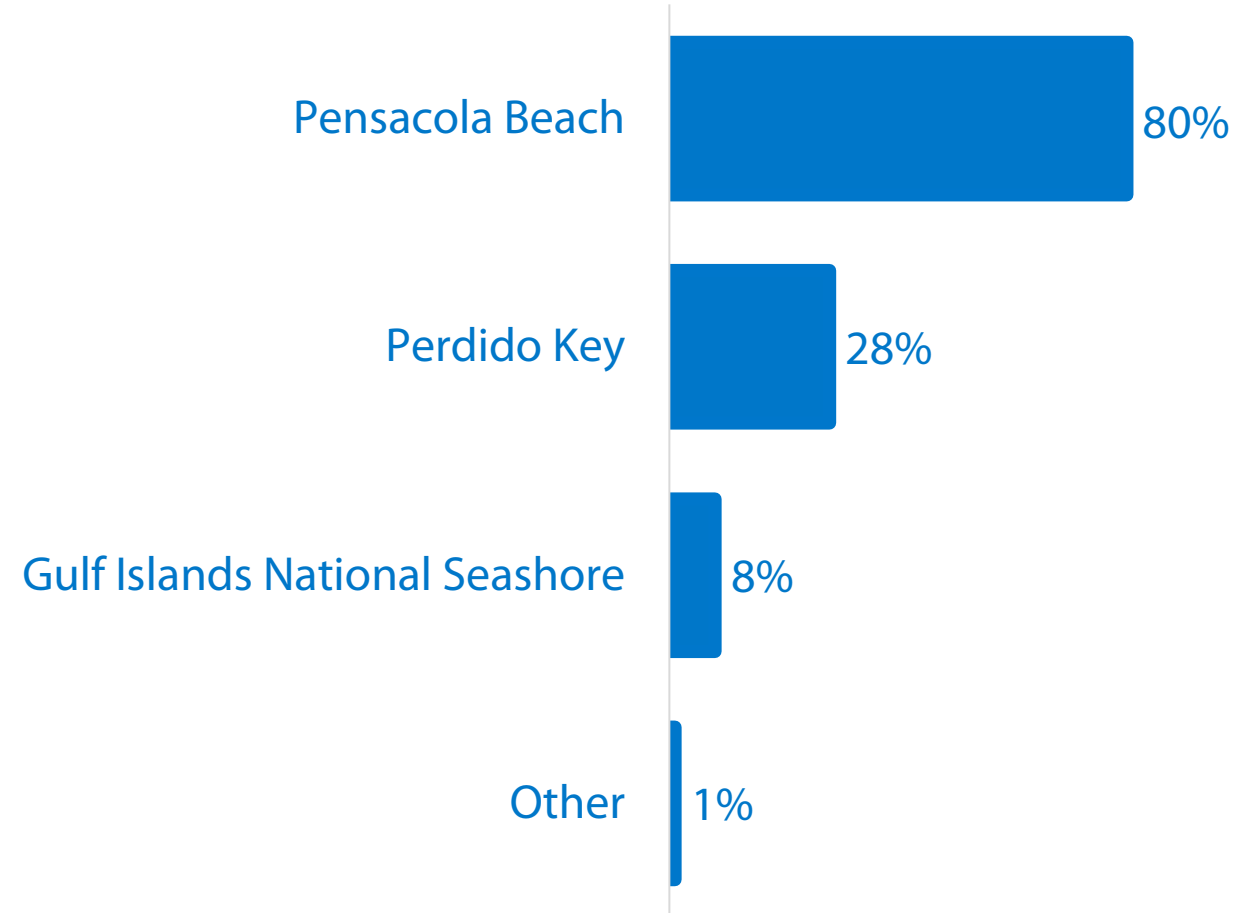 Pensacola Beach 80%
Perdido Key 28%
Gulf Islands National Seashore 8%
Other 1%